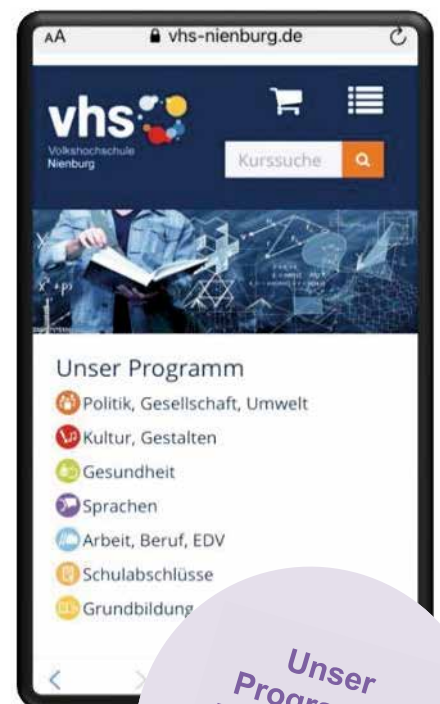 AA vhs-nienburg.de
vhs
Volkshochschule
Nienburg
Kurssuche
Unser Programm
Politik, Gesellschaft, Umwelt
Kultur, Gestalten
Gesundheit
Sprachen
Arbeit, Beruf, EDV
Schulabschlüsse
Grundbildung
Unser